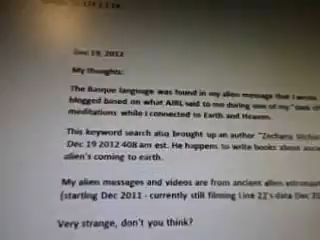 Dec 19, 2012
My thoughts:
The Basque language was found in my alien message that I wrote
blogged based on what said to me during one of my
meditations while I connected to Earth and Heaven.
This keyword search also brought up an author "Zecharia
Dec 19 2012 408 am est. He happens to write books about
alien's coming to earth.
My alien messages and videos are from ancient alien
(starting Dec 2011 - currently still filming Line 22's data
Very strange, don't you think?